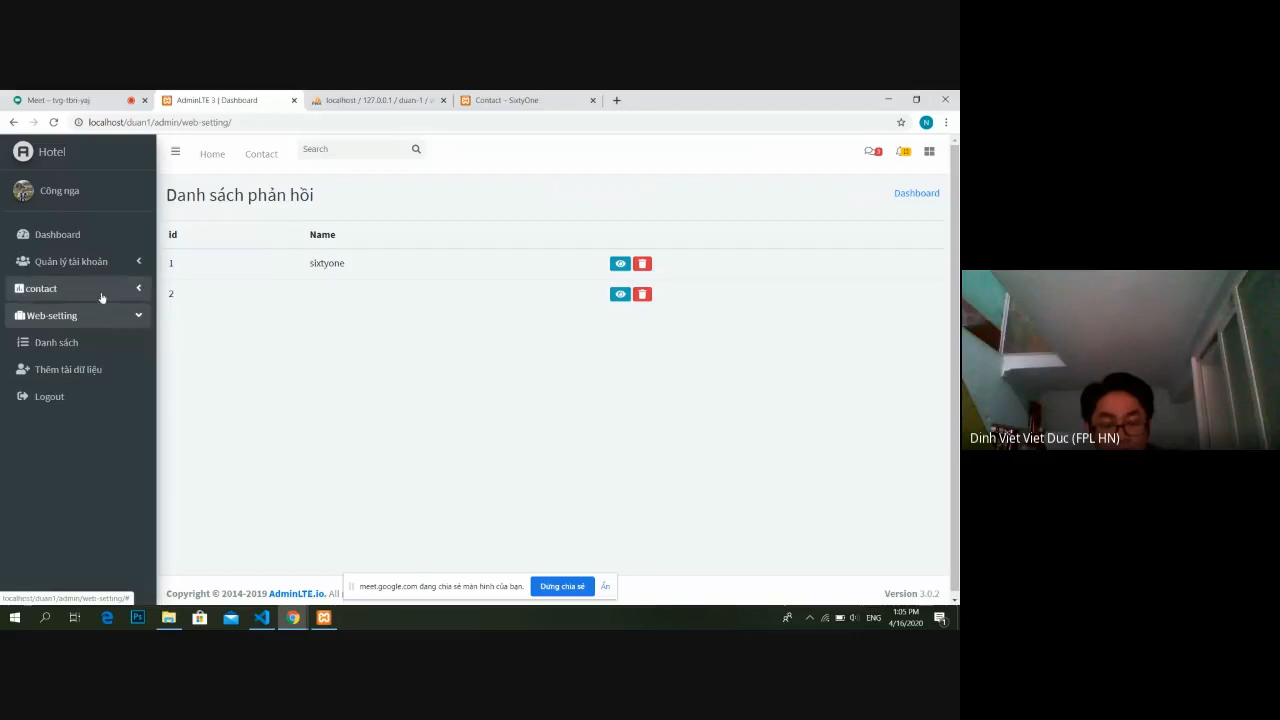 Meet – tvg-tbri-yaj
AdminLTE 3 | Dashboard
localhost / 127.0.0.1 / duan-1 /
Contact – SixtyOne
localhost/duan1/admin/web-setting/
N
Hotel
Home
Contact
Search
Công nga
Danh sách phản hồi
Dashboard
Dashboard
Quản lý tài khoản
contact
Web-setting
Danh sách
Thêm tài dữ liệu
Logout
id
Name
1
sixtyone
2
Dinh Viet Viet Duc (FPL HN)
meet.google.com đang chia sẻ màn hình của bạn.
Dừng chia sẻ
Ẩn
Copyright © 2014-2019 AdminLTE.io. All
Version 3.0.2
localhost/duan1/admin/web-setting/#
ENG
1:05 PM
4/16/2020